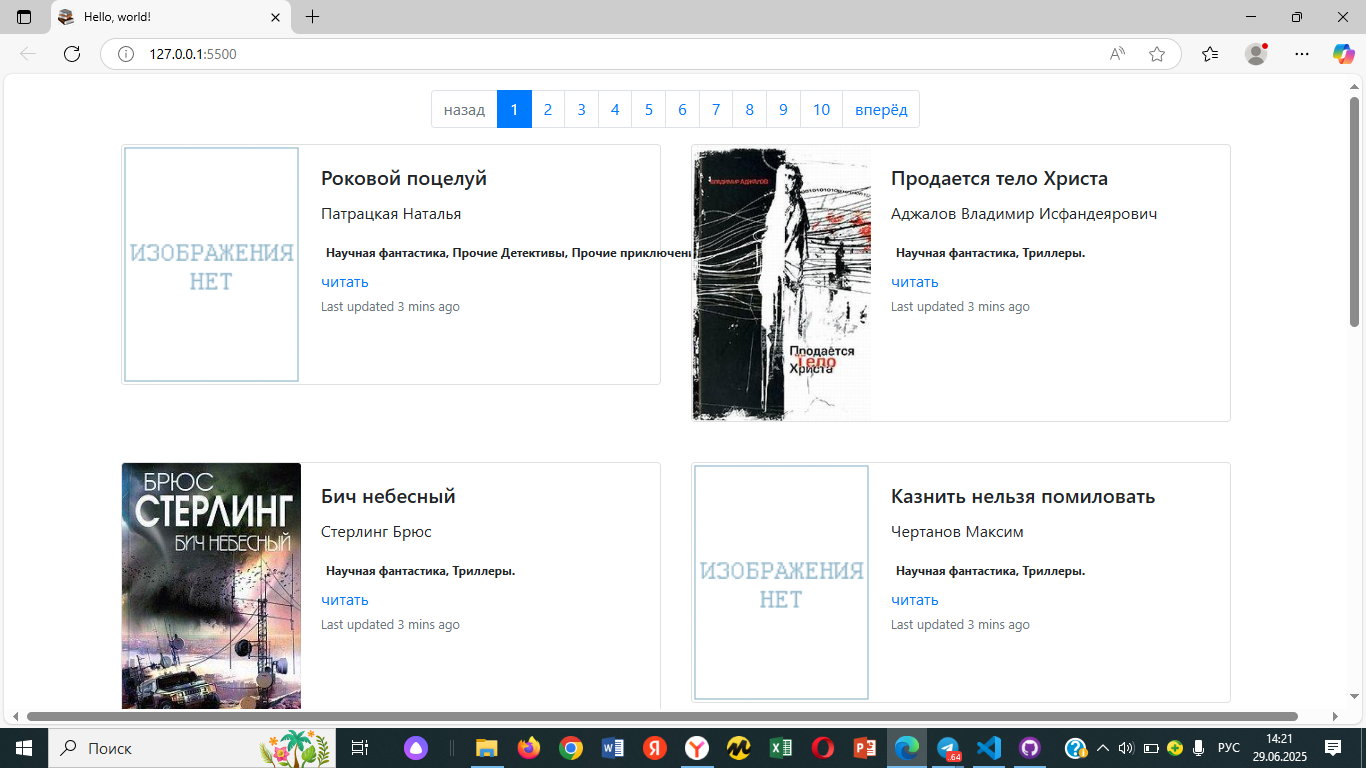 Hello, world!
127.0.0.1:5500
назад 1 2 3 4 5 6 7 8 9 10 вперёд
ИЗОБРАЖЕНИЯ
НЕТ
Роковой поцелуй
Патрацкая Наталья
Научная фантастика, Прочие Детективы, Прочие приключен
читать
Last updated 3 mins ago
ВЛАДИМИР АДЖАЛОВ
Продаётся
Тело
Христа
Продается тело Христа
Аджалов Владимир Исфандеярович
Научная фантастика, Триллеры.
читать
Last updated 3 mins ago
БРЮС
СТЕРЛИНГ
БИЧ НЕБЕСНЫЙ
Бич небесный
Стерлинг Брюс
Научная фантастика, Триллеры.
читать
Last updated 3 mins ago
ИЗОБРАЖЕНИЯ
НЕТ
Казнить нельзя помиловать
Чертанов Максим
Научная фантастика, Триллеры.
читать
Last updated 3 mins ago
Поиск
64
РУС
14:21
29.06.2025